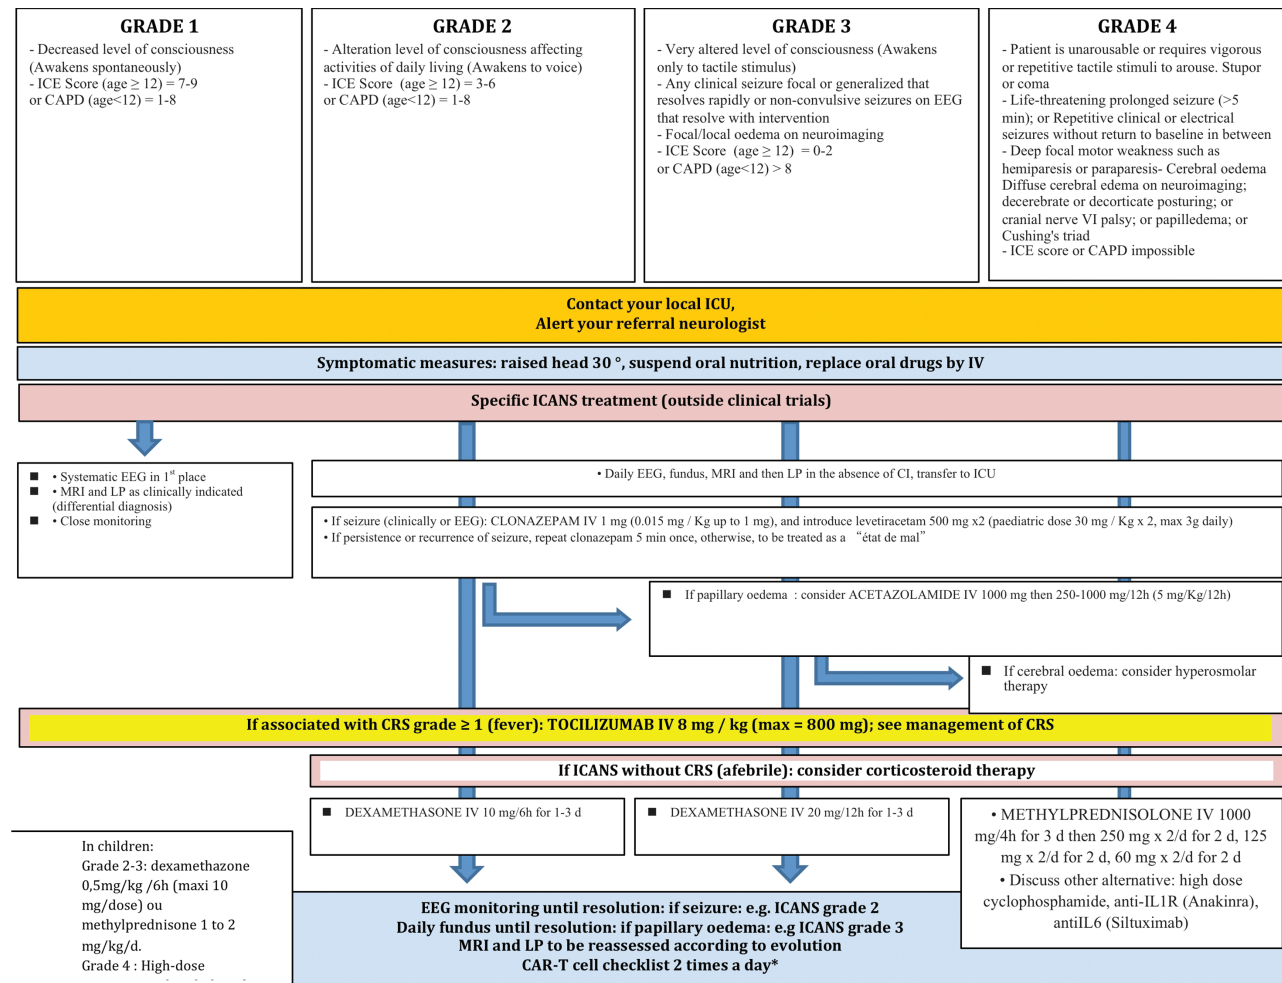 GRADE 1
- Decreased level of consciousness
(Awakens spontaneously)
- ICE Score (age ≥ 12) = 7-9
or CAPD (age<12) = 1-8
GRADE 2
- Alteration level of consciousness affecting
activities of daily living (Awakens to voice)
- ICE Score (age ≥ 12) = 3-6
or CAPD (age<12) = 1-8
GRADE 3
- Very altered level of consciousness (Awakens
only to tactile stimulus)
- Any clinical seizure focal or generalized that
resolves rapidly or non-convulsive seizures on EEG
that resolve with intervention
- Focal/local oedema on neuroimaging
- ICE Score (age ≥ 12) = 0-2
or CAPD (age<12) > 8
GRADE 4
- Patient is unarousable or requires vigorous
or repetitive tactile stimuli to arouse. Stupor
or coma
- Life-threatening prolonged seizure (>5
min); or Repetitive clinical or electrical
seizures without return to baseline in between
- Deep focal motor weakness such as
hemiparesis or paraparesis- Cerebral oedema
Diffuse cerebral edema on neuroimaging;
decerebrate or decorticate posturing; or
cranial nerve VI palsy; or papilledema; or
Cushing's triad
- ICE score or CAPD impossible
Contact your local ICU,
Alert your referral neurologist
Symptomatic measures: raised head 30 °, suspend oral nutrition, replace oral drugs by IV
Specific ICANS treatment (outside clinical trials)
■ • Systematic EEG in 1st place
■ • MRI and LP as clinically indicated
(differential diagnosis)
■ • Close monitoring
• Daily EEG, fundus, MRI and then LP in the absence of CI, transfer to ICU
• If seizure (clinically or EEG): CLONAZEPAM IV 1 mg (0.015 mg / Kg up to 1 mg), and introduce levetiracetam 500 mg x2 (paediatric dose 30 mg / Kg x 2, max 3g daily)
• If persistence or recurrence of seizure, repeat clonazepam 5 min once, otherwise, to be treated as a “état de mal”
■ If papillary oedema : consider ACETAZOLAMIDE IV 1000 mg then 250-1000 mg/12h (5 mg/Kg/12h)
■ If cerebral oedema: consider hyperosmolar
therapy
If associated with CRS grade ≥ 1 (fever): TOCILIZUMAB IV 8 mg / kg (max = 800 mg); see management of CRS
If ICANS without CRS (afebrile): consider corticosteroid therapy
■ DEXAMETHASONE IV 10 mg/6h for 1-3 d
■ DEXAMETHASONE IV 20 mg/12h for 1-3 d
• METHYLPREDNISOLONE IV 1000
mg/4h for 3 d then 250 mg x 2/d for 2 d, 125
mg x 2/d for 2 d, 60 mg x 2/d for 2 d
• Discuss other alternative: high dose
cyclophosphamide, anti-IL1R (Anakinra),
antiIL6 (Siltuximab)
In children:
Grade 2-3: dexamethazone
0,5mg/kg /6h (maxi 10
mg/dose) ou
methylprednisone 1 to 2
mg/kg/d.
Grade 4 : High-dose
EEG monitoring until resolution: if seizure: e.g. ICANS grade 2
Daily fundus until resolution: if papillary oedema: e.g ICANS grade 3
MRI and LP to be reassessed according to evolution
CAR-T cell checklist 2 times a day*